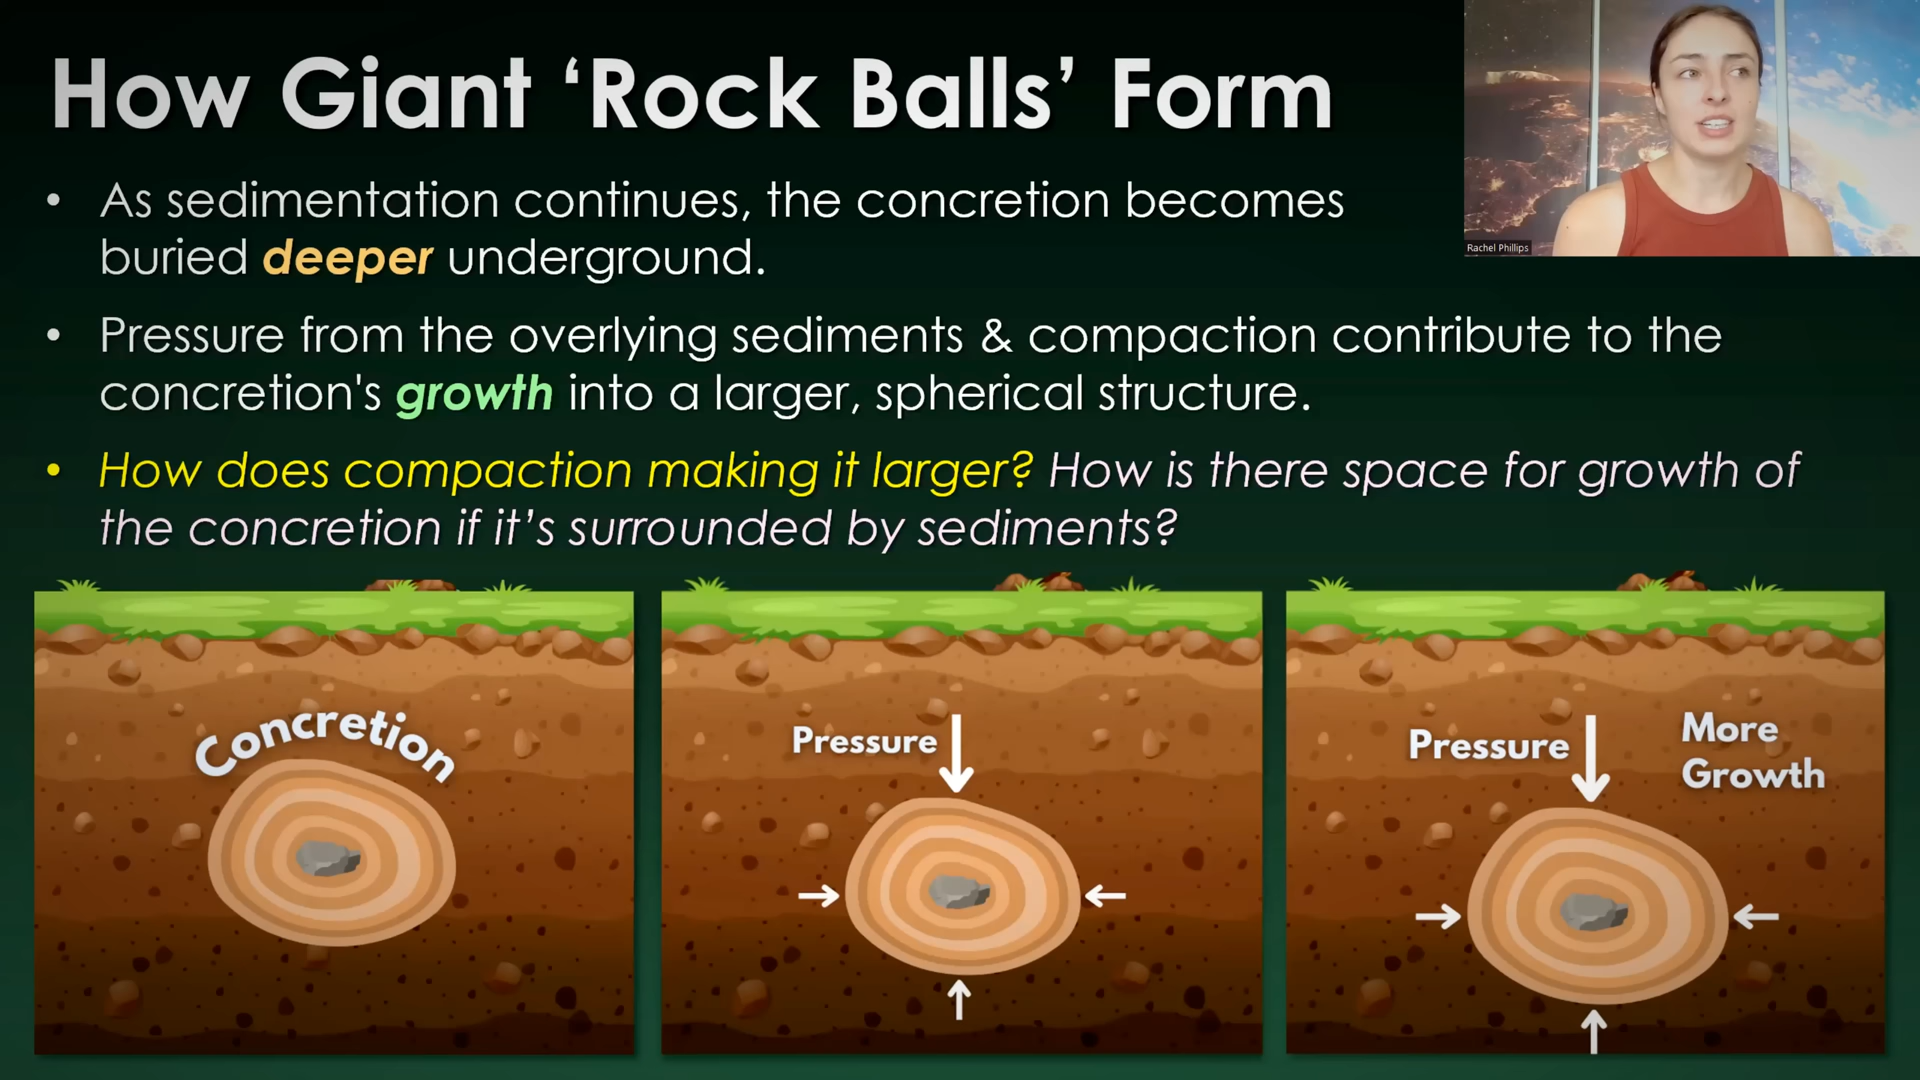 How Giant ‘Rock Balls’ Form
Rachel Phillips
• As sedimentation continues, the concretion becomes
buried deeper underground.
• Pressure from the overlying sediments & compaction contribute to the
concretion's growth into a larger, spherical structure.
• How does compaction making it larger? How is there space for growth of
the concretion if it’s surrounded by sediments?
Concretion
Pressure
Pressure
More
Growth